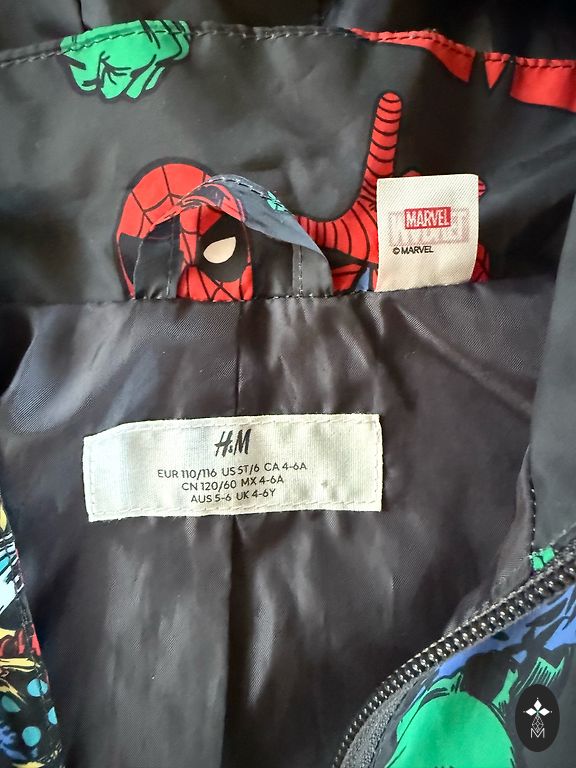 MARVEL
© MARVEL
H&M
EUR 110/116 US 5T/6 CA 4-6A
CN 120/60 MX 4-6A
AUS 5-6 UK 4-6Y
M